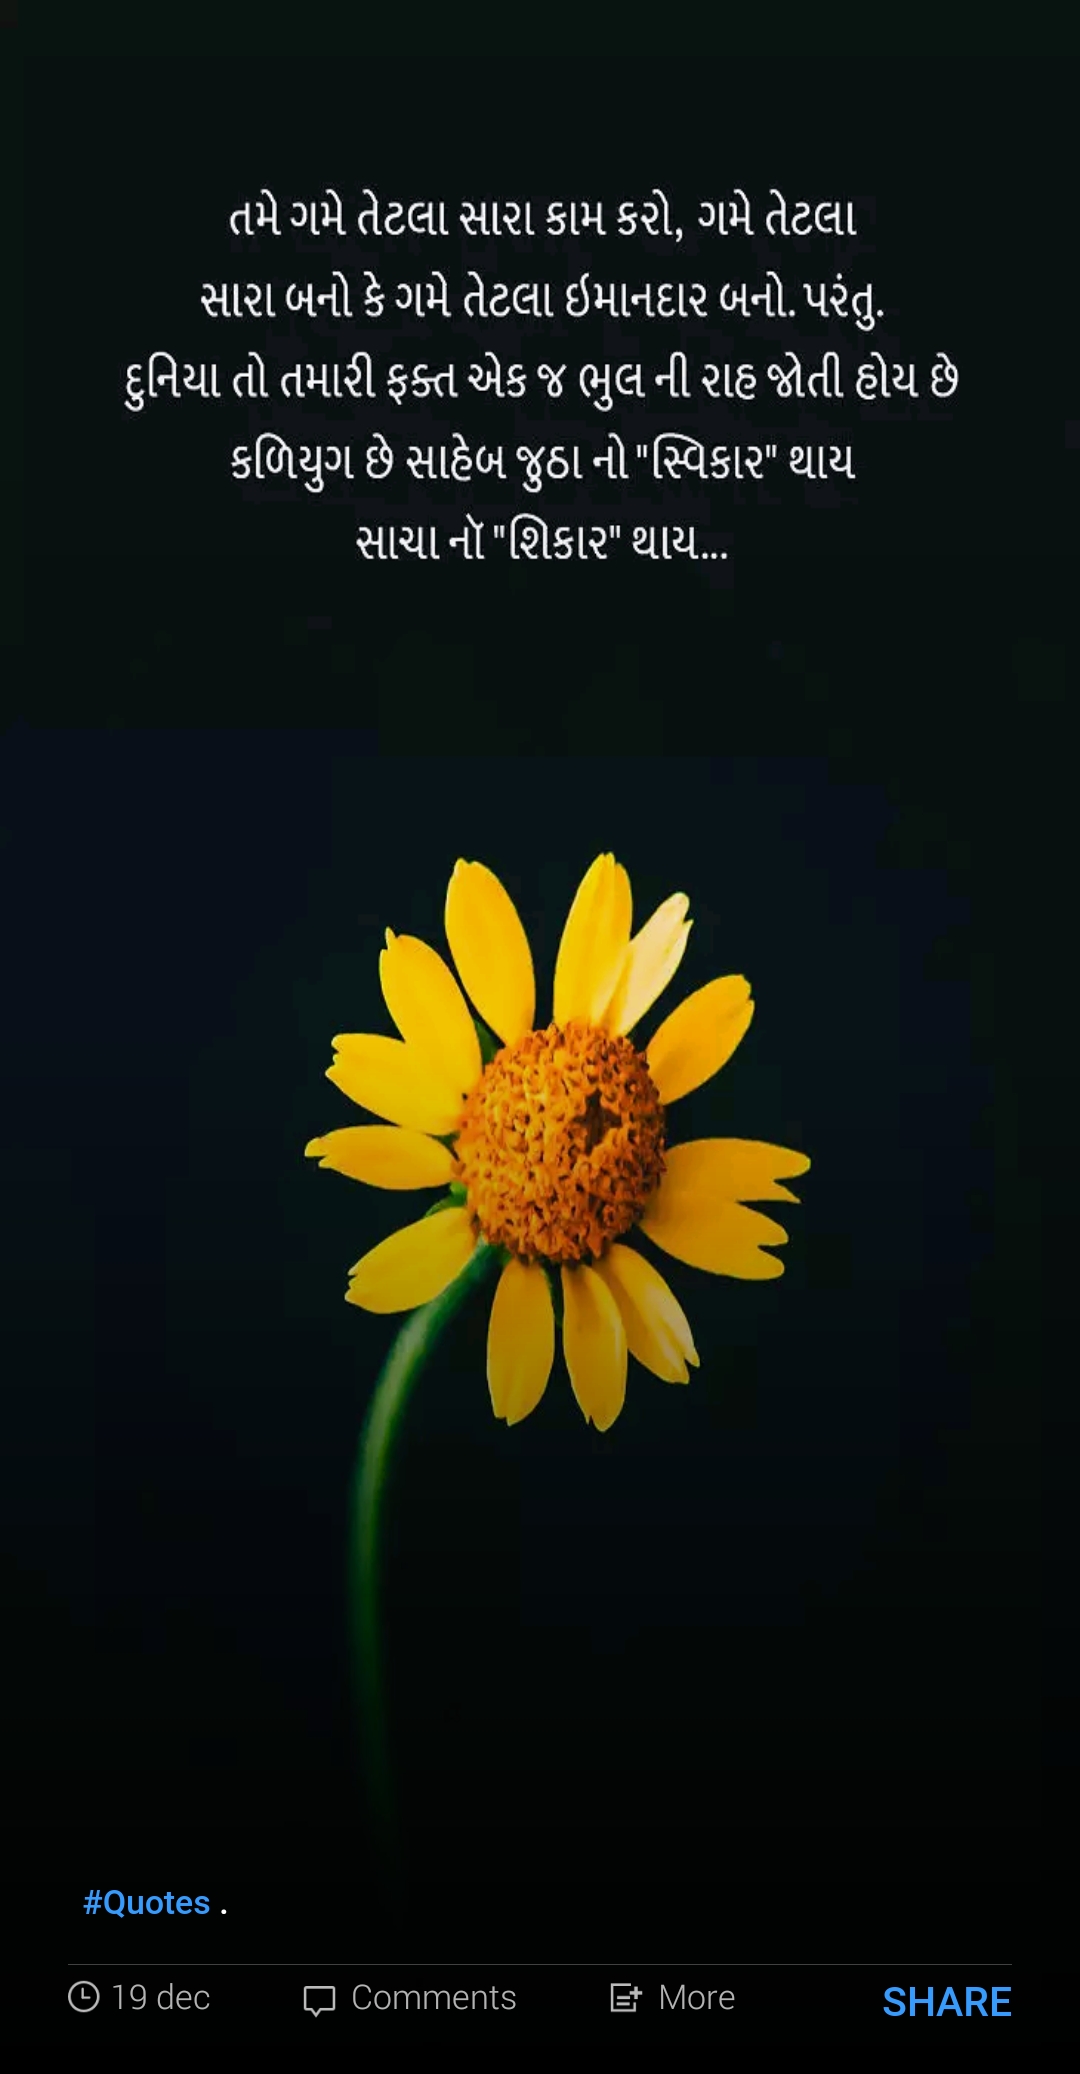 તમે ગમે તેટલા સારા કામ કરો, ગમે તેટલા
સારા બનો કે ગમે તેટલા ઇમાનદાર બનો. પરંતુ.
દુનિયા તો તમારી ફક્ત એક જ ભુલ ની રાહ જોતી હોય છે
કળિયુગ છે સાહેબ જુઠા નો "સ્વિકાર" થાય
સાચા નૉ "શિકાર" થાય...
#Quotes .
19 dec Comments More SHARE